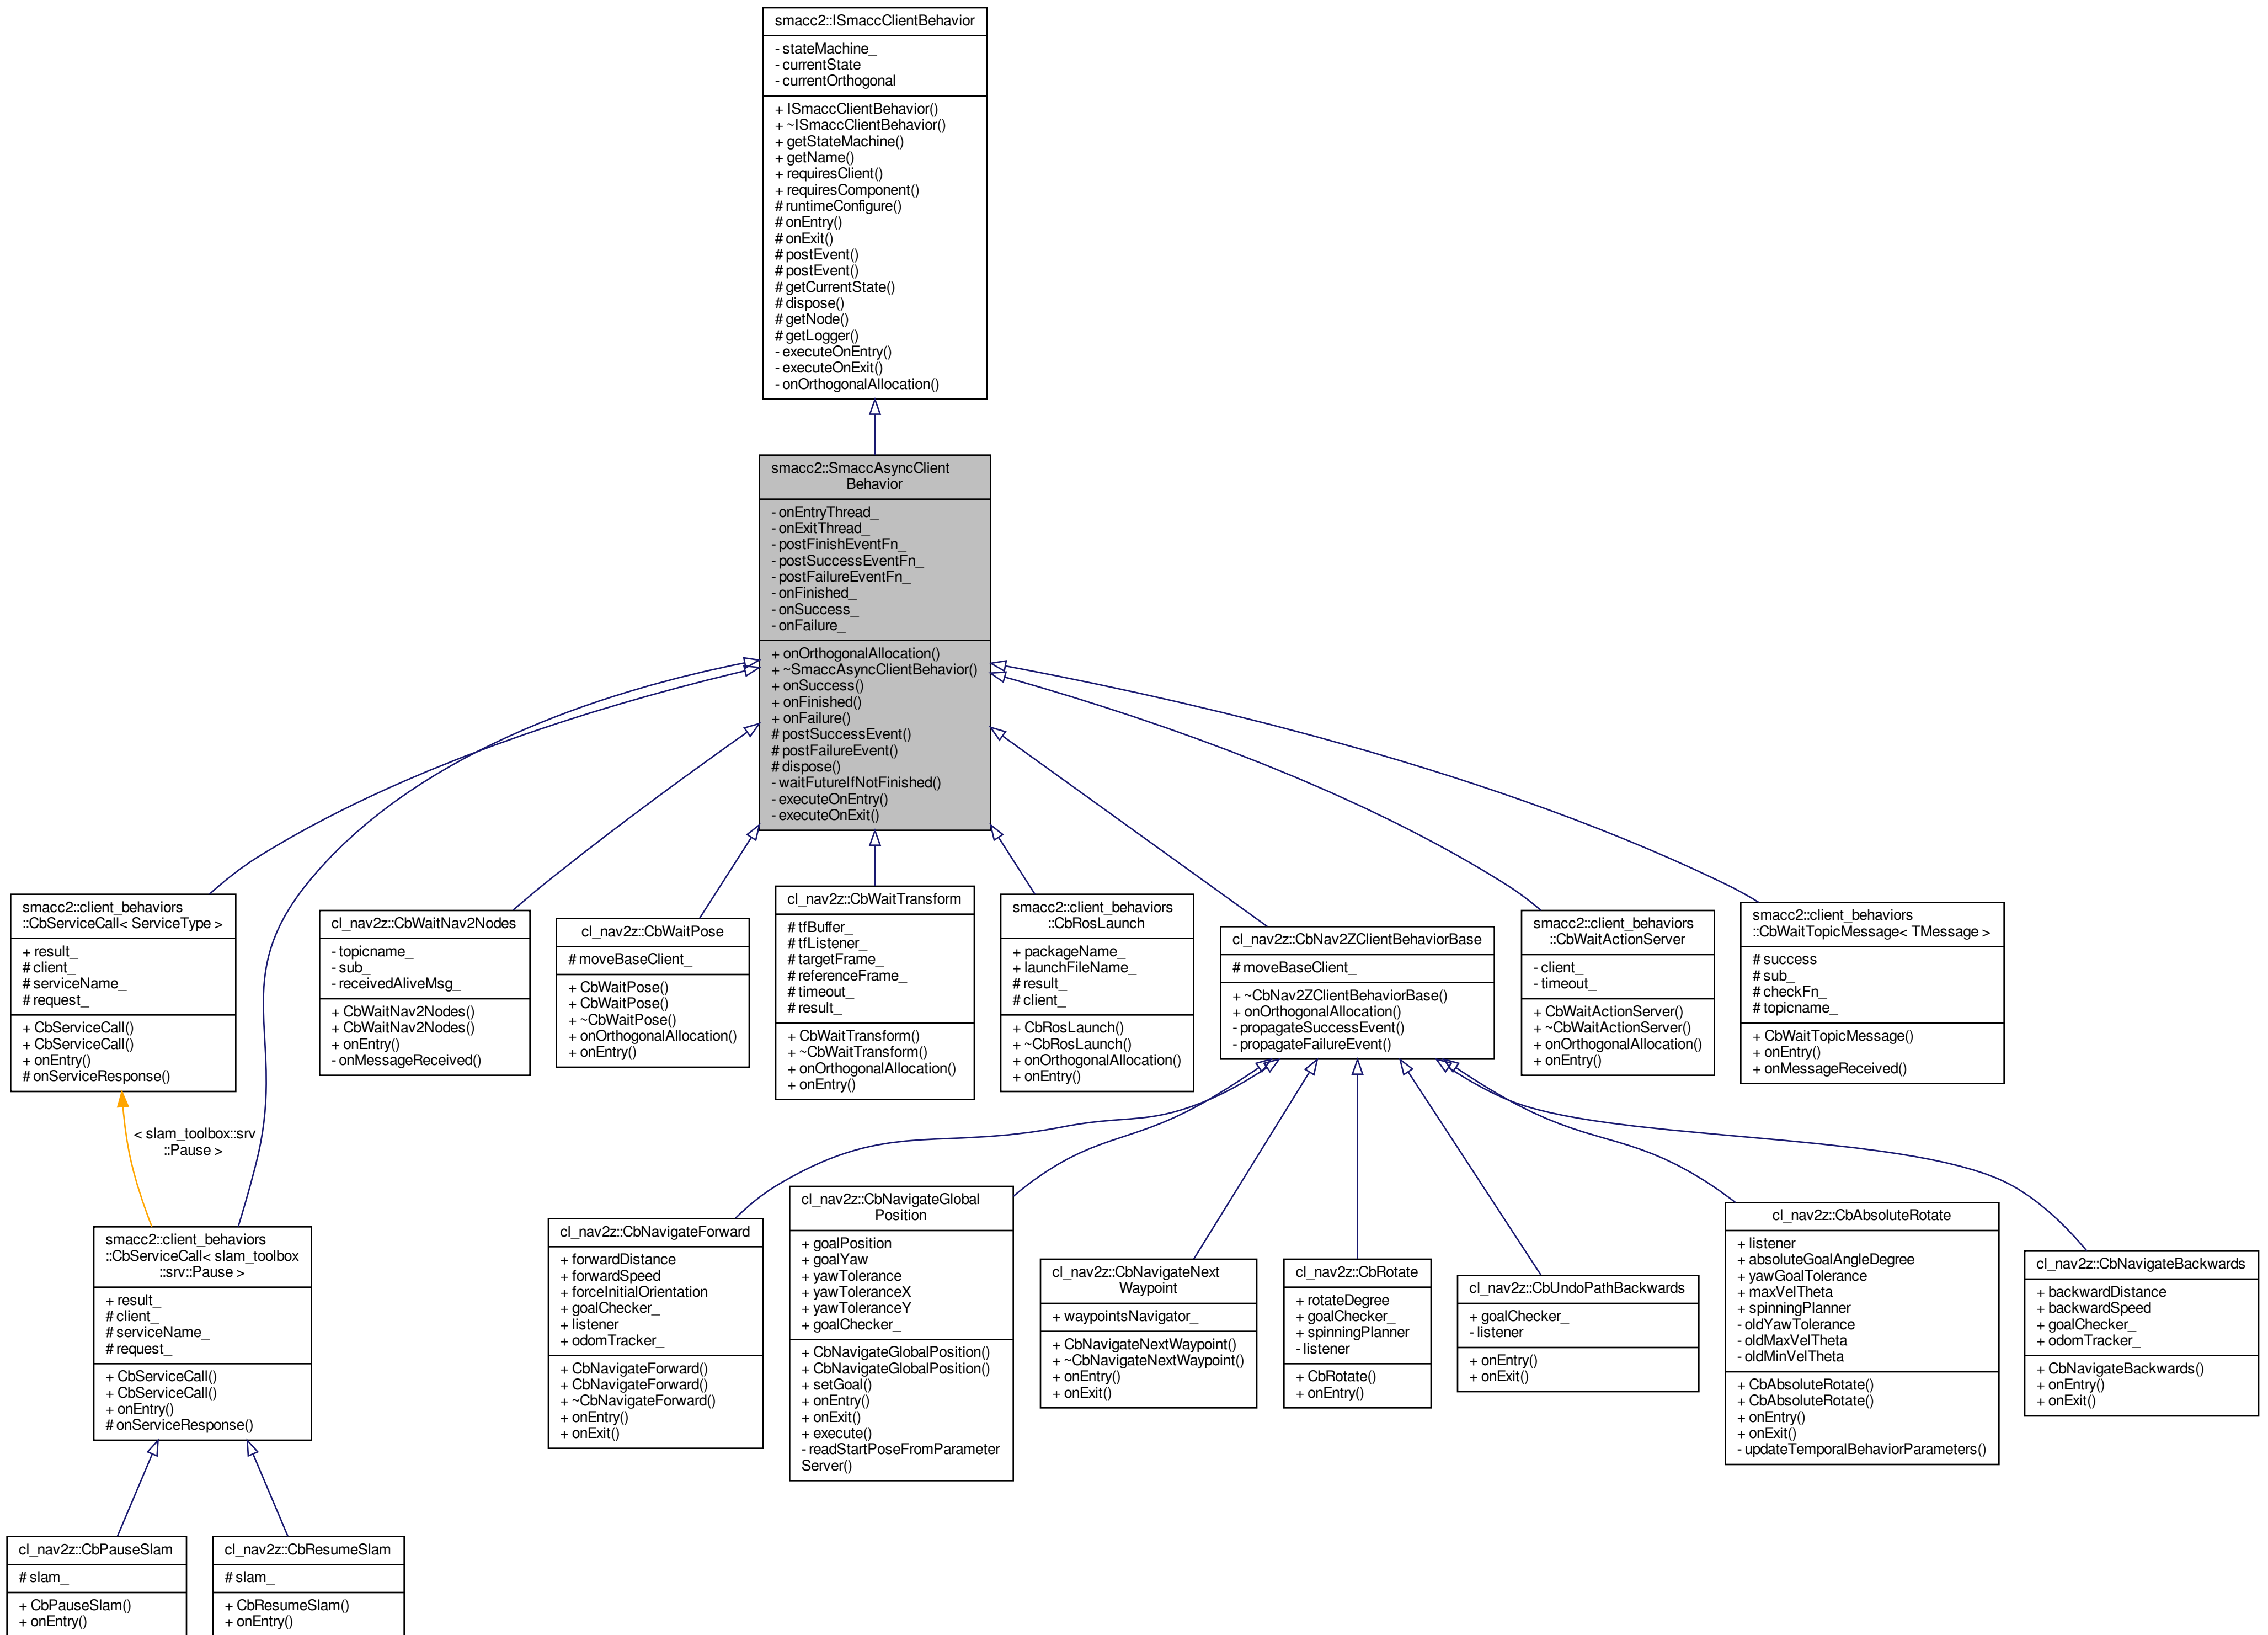 smacc2::ISmaccClientBehavior
- stateMachine_
- currentState
- currentOrthogonal
+ ISmaccClientBehavior()
+ ~ISmaccClientBehavior()
+ getStateMachine()
+ getName()
+ requiresClient()
+ requiresComponent()
# runtimeConfigure()
# onEntry()
# onExit()
# postEvent()
# postEvent()
# getCurrentState()
# dispose()
# getNode()
# getLogger()
- executeOnEntry()
- executeOnExit()
- onOrthogonalAllocation()
smacc2::SmaccAsyncClient
Behavior
- onEntryThread_
- onExitThread_
- postFinishEventFn_
- postSuccessEventFn_
- postFailureEventFn_
- onFinished_
- onSuccess_
- onFailure_
+ onOrthogonalAllocation()
+ ~SmaccAsyncClientBehavior()
+ onSuccess()
+ onFinished()
+ onFailure()
# postSuccessEvent()
# postFailureEvent()
# dispose()
- waitFutureIfNotFinished()
- executeOnEntry()
- executeOnExit()
smacc2::client_behaviors
::CbServiceCall< ServiceType >
+ result_
# client_
# serviceName_
# request_
+ CbServiceCall()
+ CbServiceCall()
+ onEntry()
# onServiceResponse()
cl_nav2z::CbWaitNav2Nodes
- topicname_
- sub_
- receivedAliveMsg_
+ CbWaitNav2Nodes()
+ CbWaitNav2Nodes()
+ onEntry()
- onMessageReceived()
cl_nav2z::CbWaitPose
# moveBaseClient_
+ CbWaitPose()
+ CbWaitPose()
+ ~CbWaitPose()
+ onOrthogonalAllocation()
+ onEntry()
cl_nav2z::CbWaitTransform
# tfBuffer_
# tfListener_
# targetFrame_
# referenceFrame_
# timeout_
# result_
+ CbWaitTransform()
+ ~CbWaitTransform()
+ onOrthogonalAllocation()
+ onEntry()
smacc2::client_behaviors
::CbRosLaunch
+ packageName_
+ launchFileName_
# result_
# client_
+ CbRosLaunch()
+ ~CbRosLaunch()
+ onOrthogonalAllocation()
+ onEntry()
cl_nav2z::CbNav2ZClientBehaviorBase
# moveBaseClient_
+ ~CbNav2ZClientBehaviorBase()
+ onOrthogonalAllocation()
- propagateSuccessEvent()
- propagateFailureEvent()
smacc2::client_behaviors
::CbWaitActionServer
- client_
- timeout_
+ CbWaitActionServer()
+ ~CbWaitActionServer()
+ onOrthogonalAllocation()
+ onEntry()
smacc2::client_behaviors
::CbWaitTopicMessage< TMessage >
# success
# sub_
# checkFn_
# topicname_
+ CbWaitTopicMessage()
+ onEntry()
+ onMessageReceived()
< slam_toolbox::srv
::Pause >
smacc2::client_behaviors
::CbServiceCall< slam_toolbox
::srv::Pause >
+ result_
# client_
# serviceName_
# request_
+ CbServiceCall()
+ CbServiceCall()
+ onEntry()
# onServiceResponse()
cl_nav2z::CbNavigateForward
+ forwardDistance
+ forwardSpeed
+ forceInitialOrientation
+ goalChecker_
+ listener
+ odomTracker_
+ CbNavigateForward()
+ CbNavigateForward()
+ ~CbNavigateForward()
+ onEntry()
+ onExit()
cl_nav2z::CbNavigateGlobal
Position
+ goalPosition
+ goalYaw
+ yawTolerance
+ yawToleranceX
+ yawToleranceY
+ goalChecker_
+ CbNavigateGlobalPosition()
+ CbNavigateGlobalPosition()
+ setGoal()
+ onEntry()
+ onExit()
+ execute()
- readStartPoseFromParameter
Server()
cl_nav2z::CbNavigateNext
Waypoint
+ waypointsNavigator_
+ CbNavigateNextWaypoint()
+ ~CbNavigateNextWaypoint()
+ onEntry()
+ onExit()
cl_nav2z::CbRotate
+ rotateDegree
+ goalChecker_
+ spinningPlanner
- listener
+ CbRotate()
+ onEntry()
cl_nav2z::CbUndoPathBackwards
+ goalChecker_
- listener
+ onEntry()
+ onExit()
cl_nav2z::CbAbsoluteRotate
+ listener
+ absoluteGoalAngleDegree
+ yawGoalTolerance
+ maxVelTheta
+ spinningPlanner
- oldYawTolerance
- oldMaxVelTheta
- oldMinVelTheta
+ CbAbsoluteRotate()
+ CbAbsoluteRotate()
+ onEntry()
+ onExit()
- updateTemporalBehaviorParameters()
cl_nav2z::CbNavigateBackwards
+ backwardDistance
+ backwardSpeed
+ goalChecker_
+ odomTracker_
+ CbNavigateBackwards()
+ onEntry()
+ onExit()
cl_nav2z::CbPauseSlam
# slam_
+ CbPauseSlam()
+ onEntry()
cl_nav2z::CbResumeSlam
# slam_
+ CbResumeSlam()
+ onEntry()